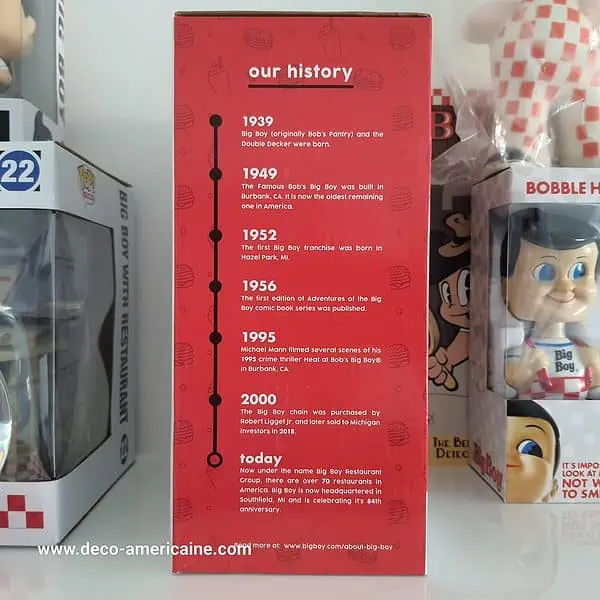 our history
1939
Big Boy (originally Bob's Pantry) and the
Double Decker were born.
1949
The Famous Bob's Big Boy was built in
Burbank, CA. It is now the oldest remaining
one in America.
1952
The first Big Boy franchise was born in
Hazel Park, MI.
1956
The first edition of Adventures of the Big
Boy comic book series was published.
1995
Michael Mann filmed several scenes of his
1995 crime thriller Heat at Bob's Big Boy®
in Burbank, CA.
2000
The Big Boy chain was purchased by
Robert Ligget Jr. and later sold to Michigan
investors in 2018.
today
Now under the name Big Boy Restaurant
Group, there are over 70 restaurants in
America. Big Boy is now headquartered in
Southfield, MI and is celebrating it's 84th
anniversary.
Read more at: www.bigboy.com/about-big-boy
www.deco-americaine.com
BIG BOY
22
BIG BOY WITH RESTAURANT
B
THE
BOBBLE H
Big
Boy
Big Boy
IT'S IMPO
LOOK AT
NOT W
TO SM